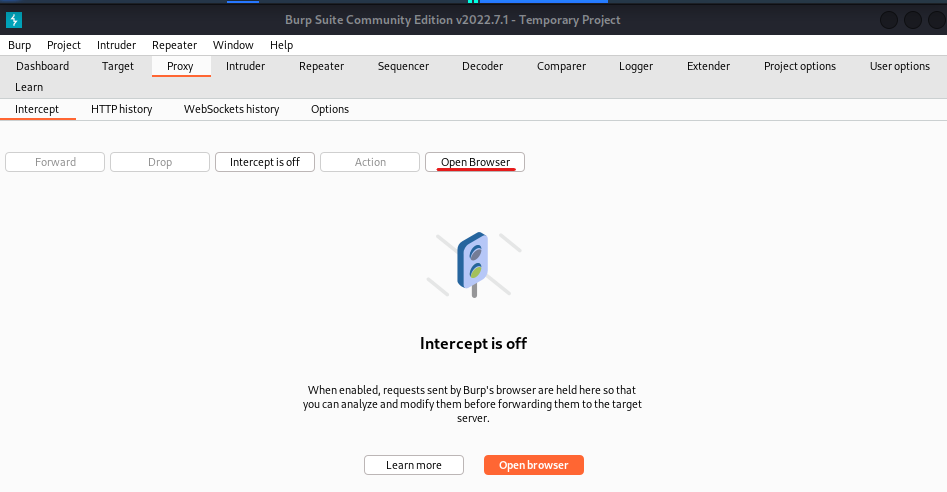 Burp Suite Community Edition v2022.7.1 - Temporary Project
Burp Project Intruder Repeater Window Help
Dashboard Target Proxy Intruder Repeater Sequencer Decoder Comparer Logger Extender Project options User options
Learn
Intercept HTTP history WebSockets history Options
Forward Drop Intercept is off Action Open Browser
Intercept is off
When enabled, requests sent by Burp's browser are held here so that
you can analyze and modify them before forwarding them to the target
server.
Learn more Open browser